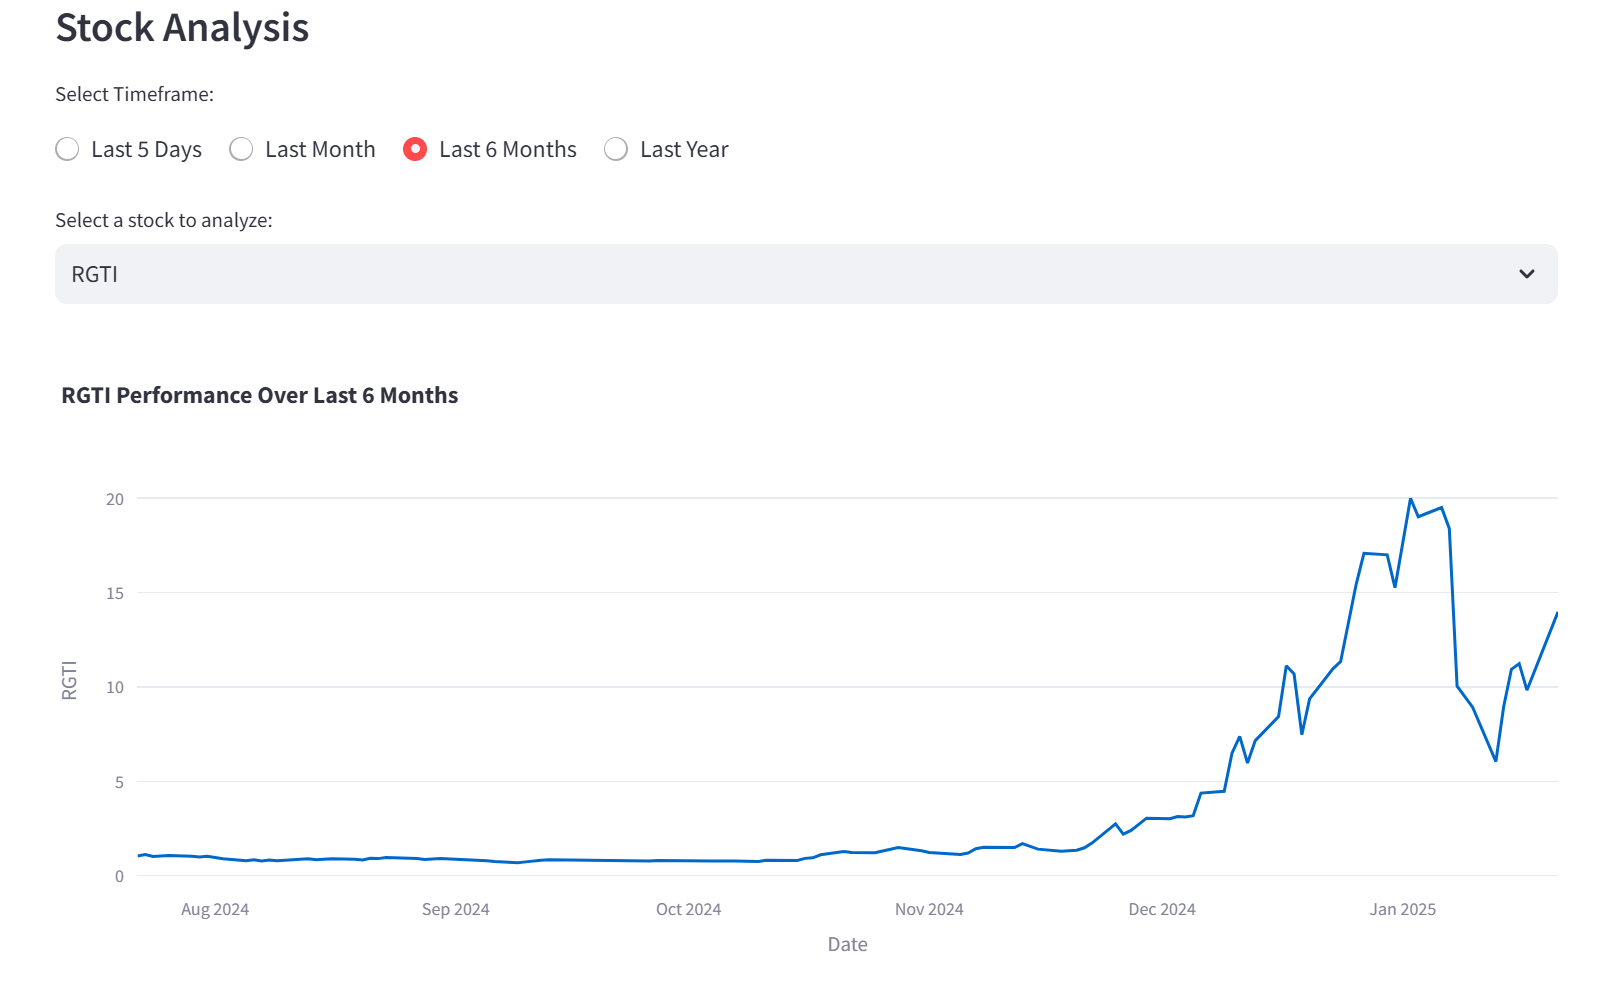 Stock Analysis
Select Timeframe:
Last 5 Days Last Month Last 6 Months Last Year
Select a stock to analyze:
RGTI
RGTI Performance Over Last 6 Months
20
15
10
5
0
RGTI
Aug 2024 Sep 2024 Oct 2024 Nov 2024 Dec 2024 Jan 2025
Date